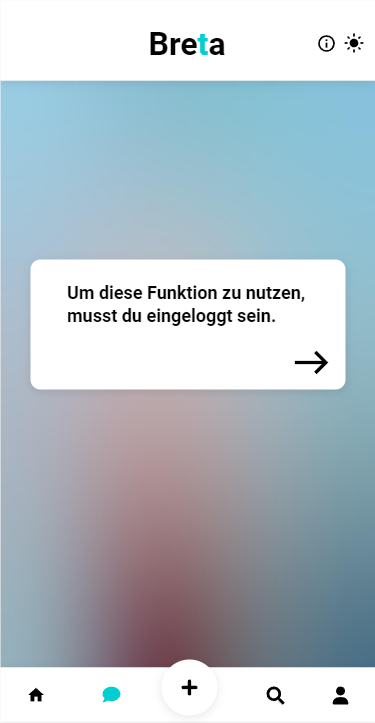 Breta
Um diese Funktion zu nutzen,
musst du eingeloggt sein.